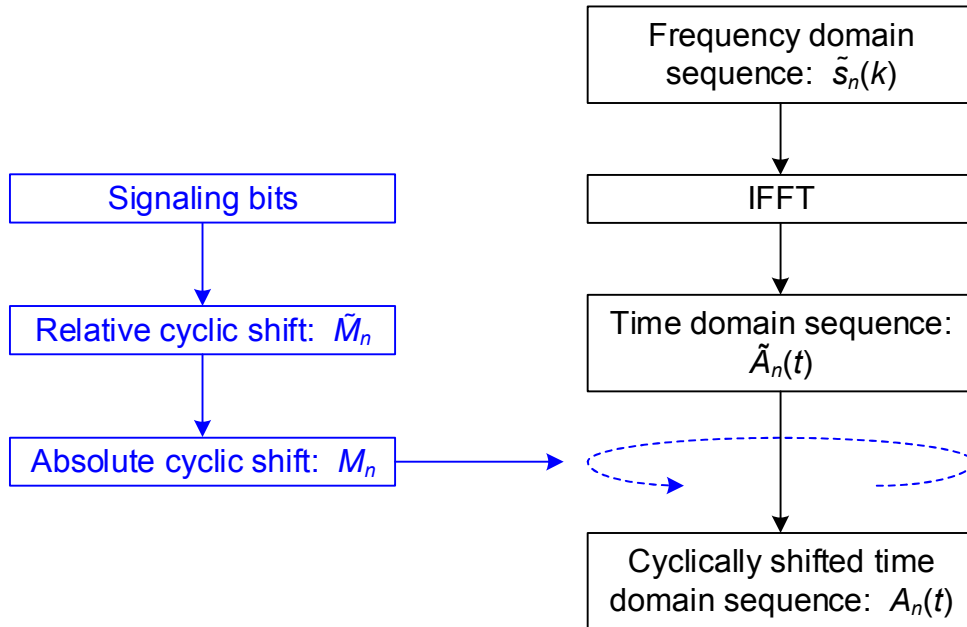 Frequency domain
sequence: s̃ₙ(k)
Signaling bits
IFFT
Relative cyclic shift: M̃ₙ
Time domain sequence:
Ãₙ(t)
Absolute cyclic shift: Mₙ
Cyclically shifted time
domain sequence: Aₙ(t)